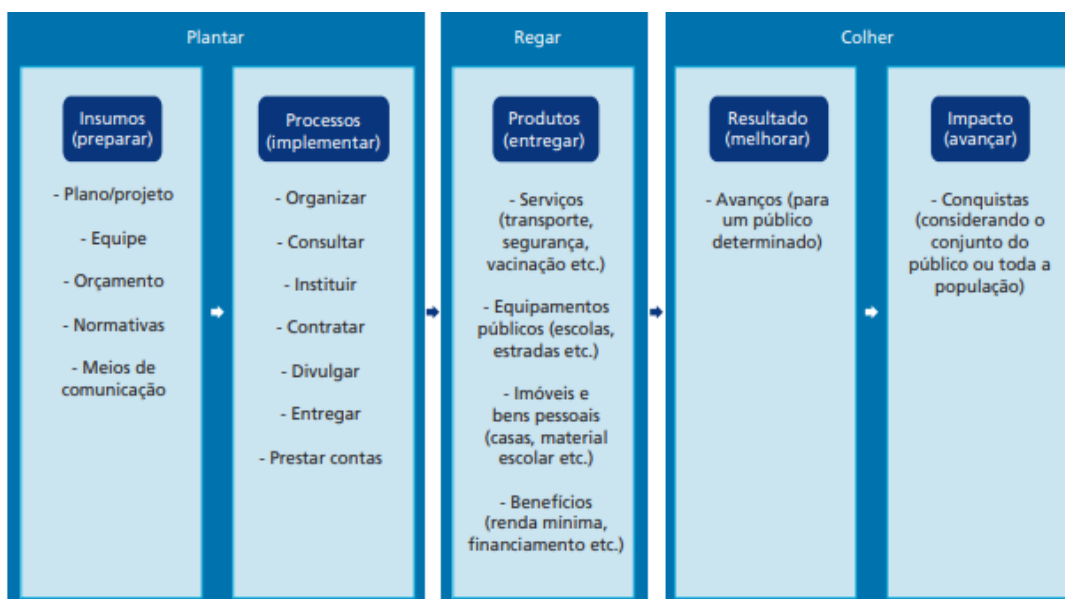 Plantar
Insumos
(preparar)
- Plano/projeto
- Equipe
- Orçamento
- Normativas
- Meios de
comunicação
Processos
(implementar)
- Organizar
- Consultar
- Instituir
- Contratar
- Divulgar
- Entregar
- Prestar contas
Regar
Produtos
(entregar)
- Serviços
(transporte,
segurança,
vacinação etc.)
- Equipamentos
públicos (escolas,
estradas etc.)
- Imóveis e
bens pessoais
(casas, material
escolar etc.)
- Benefícios
(renda mínima,
financiamento etc.)
Colher
Resultado
(melhorar)
- Avanços (para
um público
determinado)
Impacto
(avançar)
- Conquistas
(considerando o
conjunto do
público ou toda a
população)